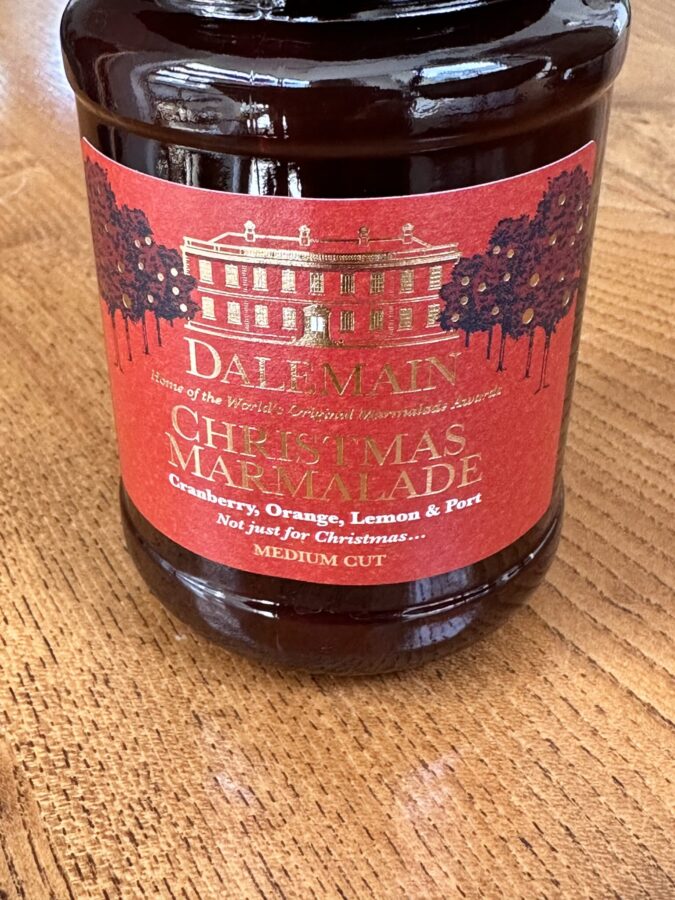 DALEMAIN
Home of the World's Original Marmalade Awards
CHRISTMAS
MARMALADE
Cranberry, Orange, Lemon & Port
Not just for Christmas...
MEDIUM CUT